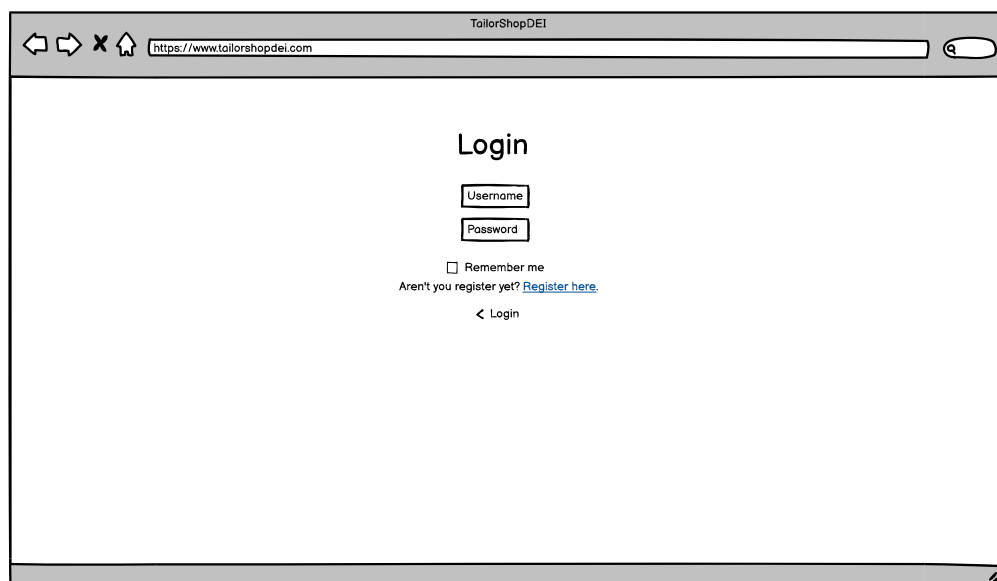 TailorShopDEI
https://www.tailorshopdei.com
Login
Username
Password
Remember me
Aren't you register yet? Register here.
< Login